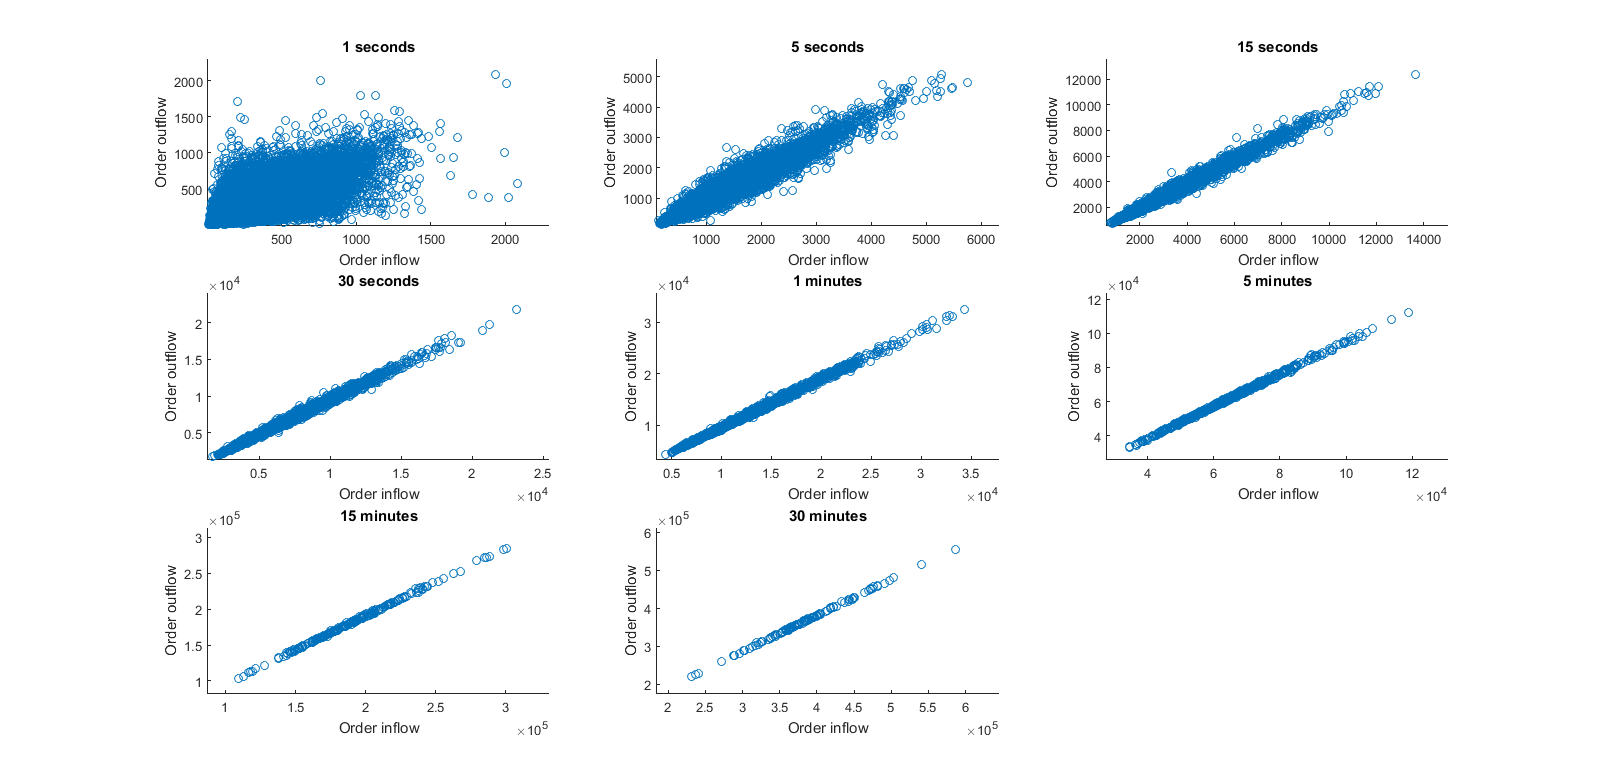 1 seconds
Order outflow
2000
1500
1000
500
500 1000 1500 2000
Order inflow
5 seconds
Order outflow
5000
4000
3000
2000
1000
1000 2000 3000 4000 5000 6000
Order inflow
15 seconds
Order outflow
12000
10000
8000
6000
4000
2000
2000 4000 6000 8000 10000 12000 14000
Order inflow
30 seconds
×10^4
Order outflow
2
1.5
1
0.5
0.5 1 1.5 2 2.5
Order inflow
×10^4
1 minutes
×10^4
Order outflow
3
2
1
0.5 1 1.5 2 2.5 3 3.5
Order inflow
×10^4
5 minutes
×10^4
Order outflow
12
10
8
6
4
4 6 8 10 12
Order inflow
×10^4
15 minutes
×10^5
Order outflow
3
2.5
2
1.5
1
1 1.5 2 2.5 3
Order inflow
×10^5
30 minutes
×10^5
Order outflow
6
5
4
3
2
2 2.5 3 3.5 4 4.5 5 5.5 6
Order inflow
×10^5